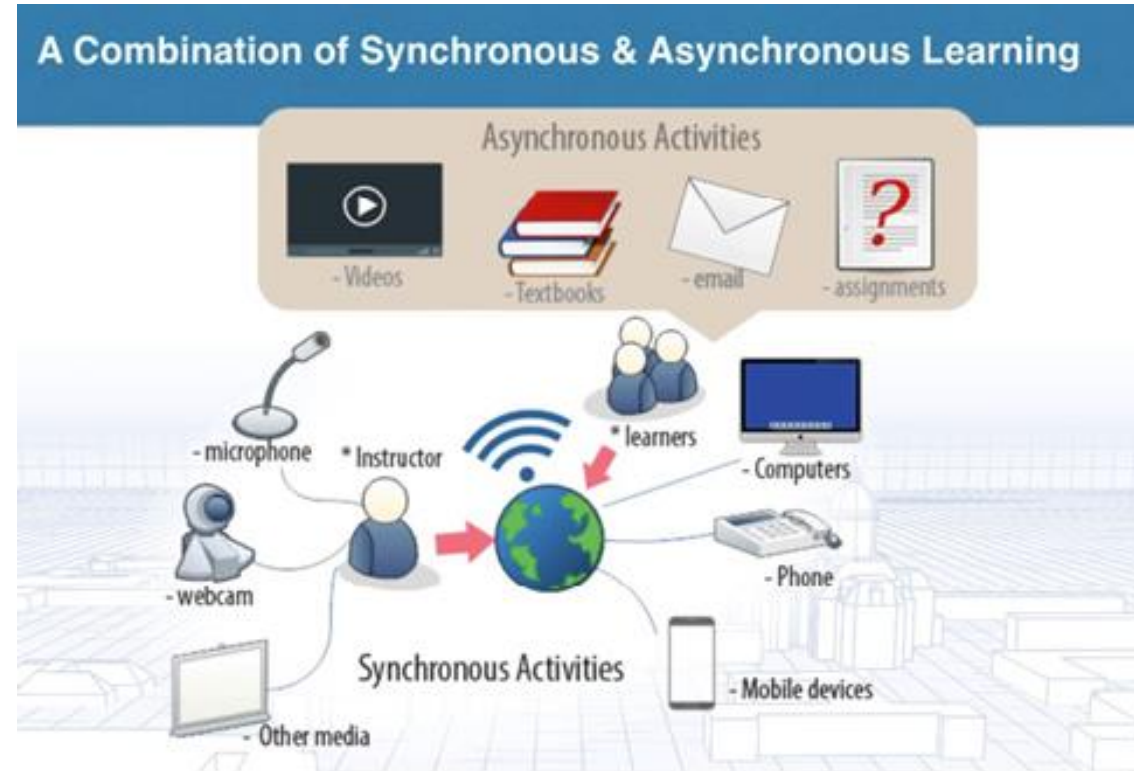 A Combination of Synchronous & Asynchronous Learning
Asynchronous Activities
- Videos
- Textbooks
- email
?
- assignments
- microphone
* Instructor
* learners
- Computers
- webcam
- Phone
Synchronous Activities
- Mobile devices
- Other media